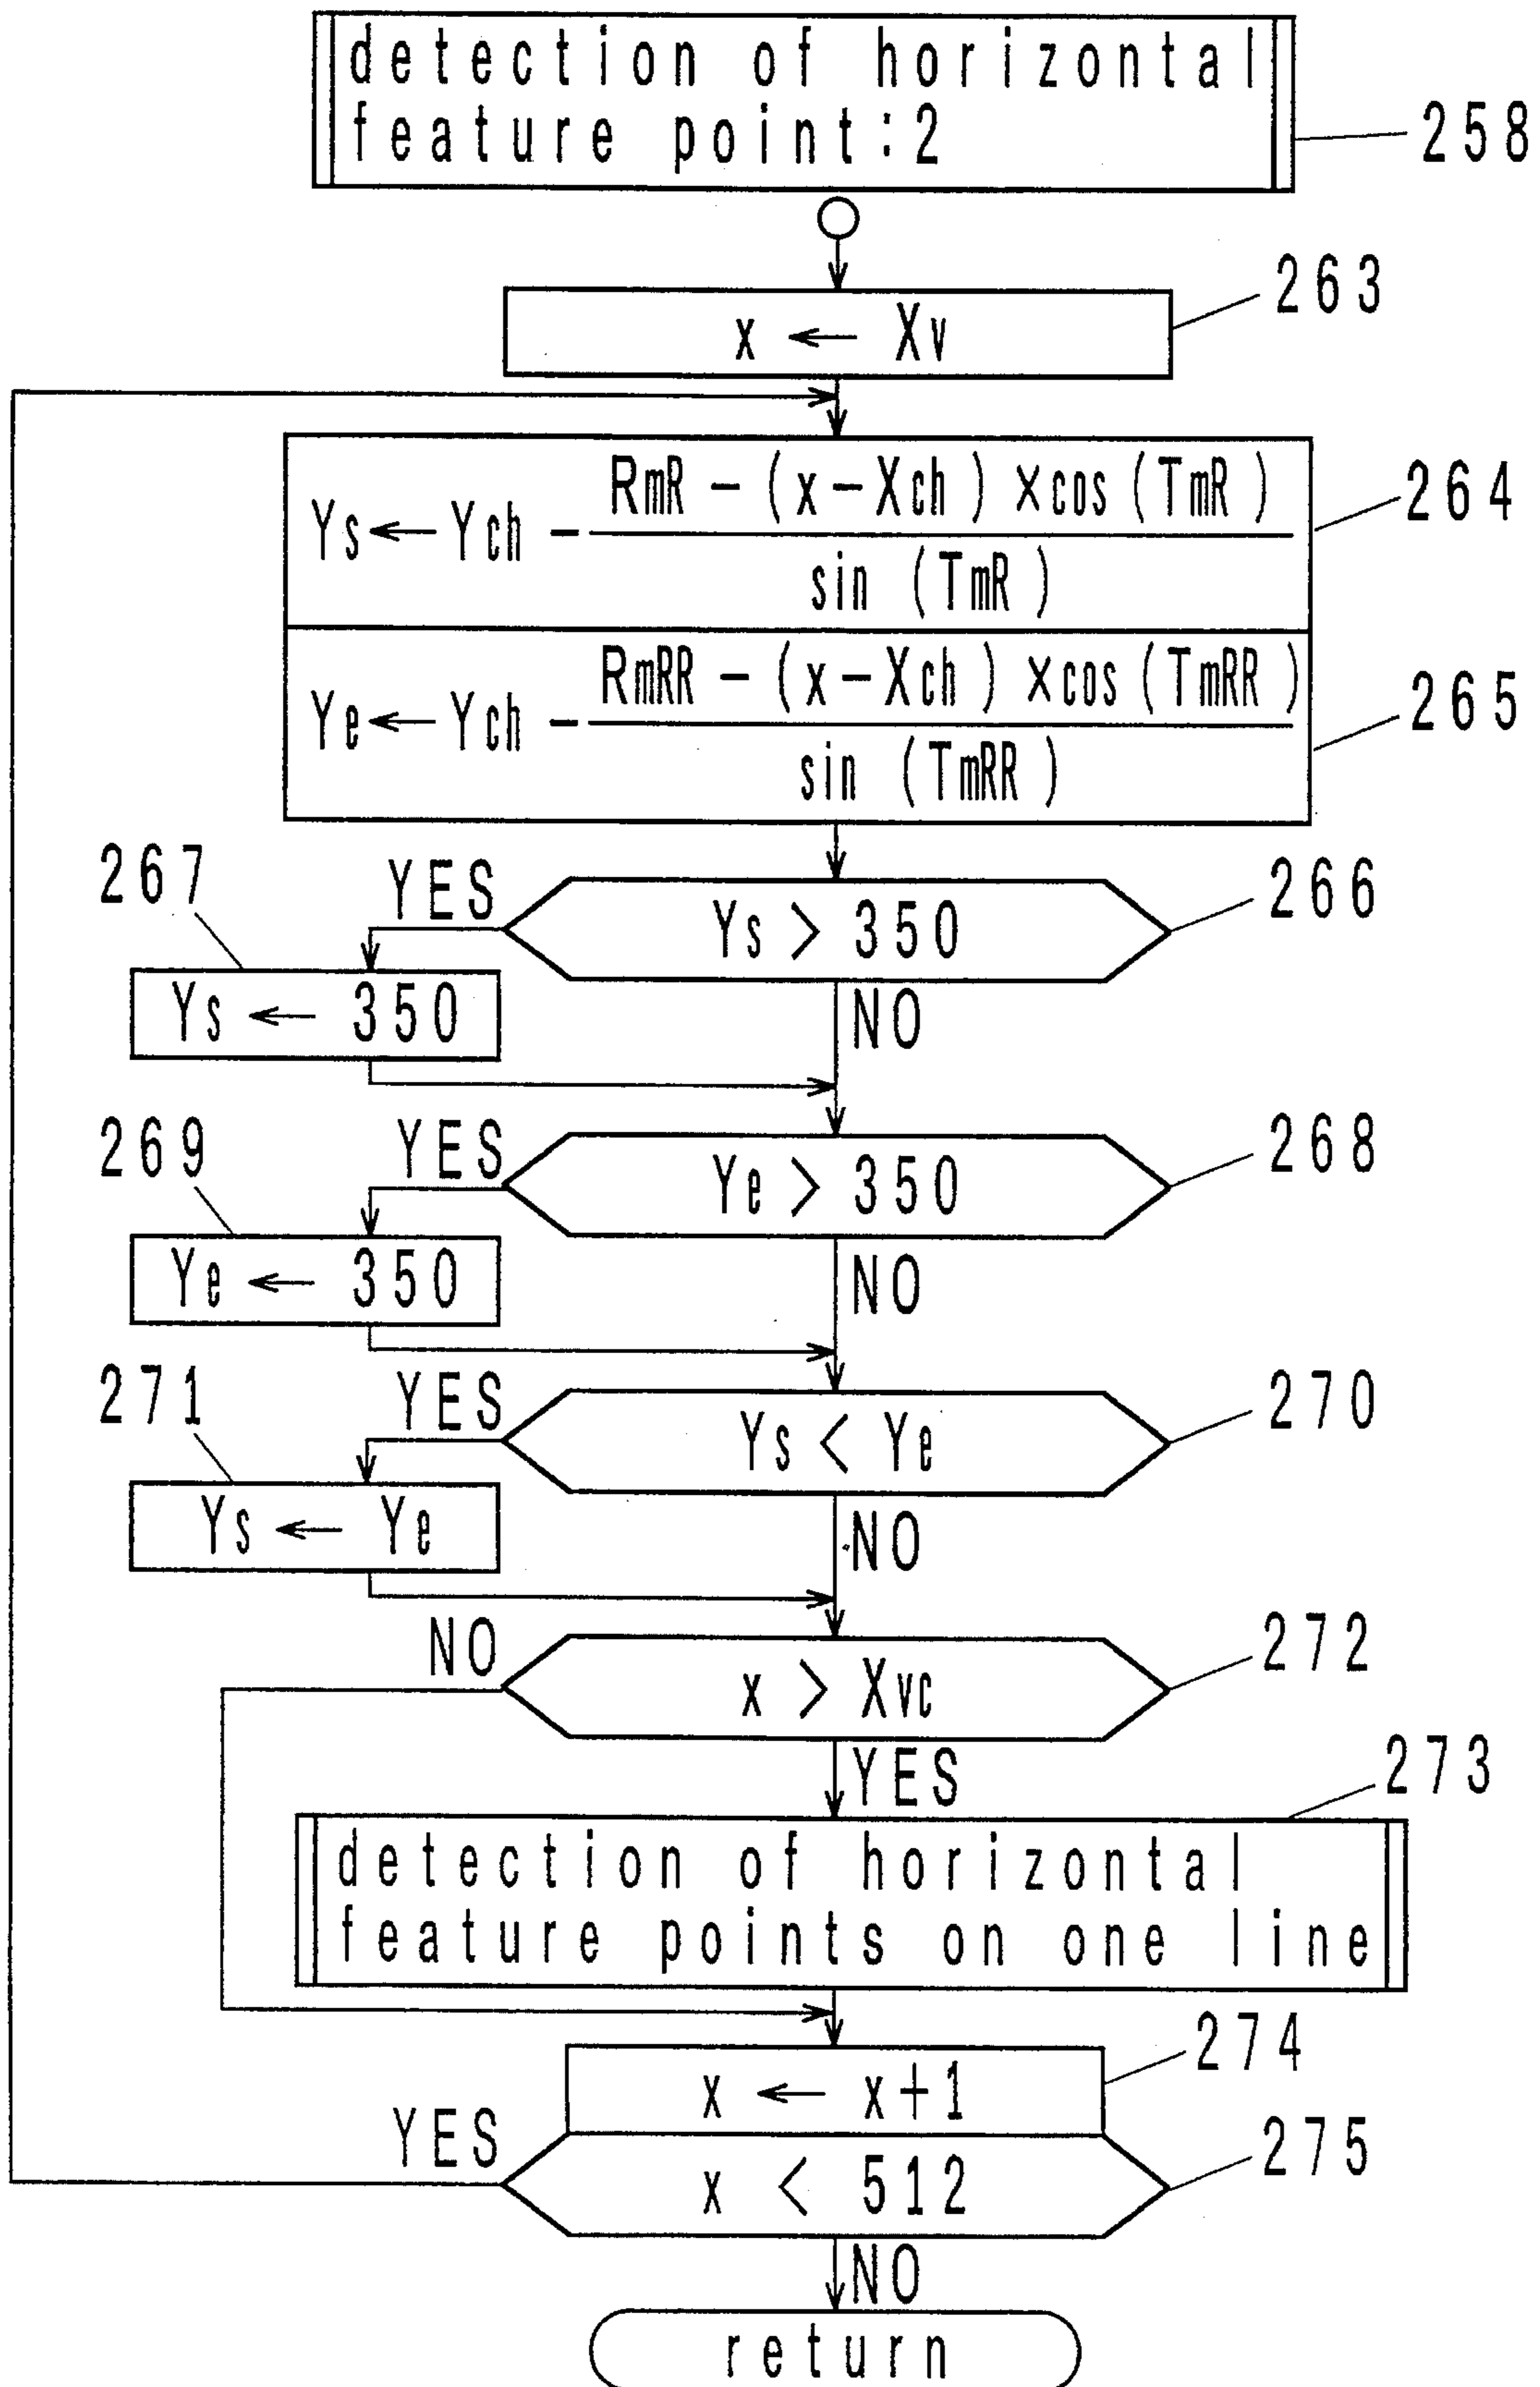 detection of horizontal
feature point:2
258
263
x ← Xv
264
Ys ← Ych - RmR - (x - Xch) × cos (TmR)
sin (TmR)
265
Ye ← Ych - RmRR - (x - Xch) × cos (TmRR)
sin (TmRR)
267
YES
266
Ys > 350
Ys ← 350
NO
269
YES
268
Ye > 350
Ye ← 350
NO
271
YES
270
Ys < Ye
Ys ← Ye
NO
NO
272
x > Xvc
YES
273
detection of horizontal
feature points on one line
274
x ← x+1
YES
275
x < 512
NO
return